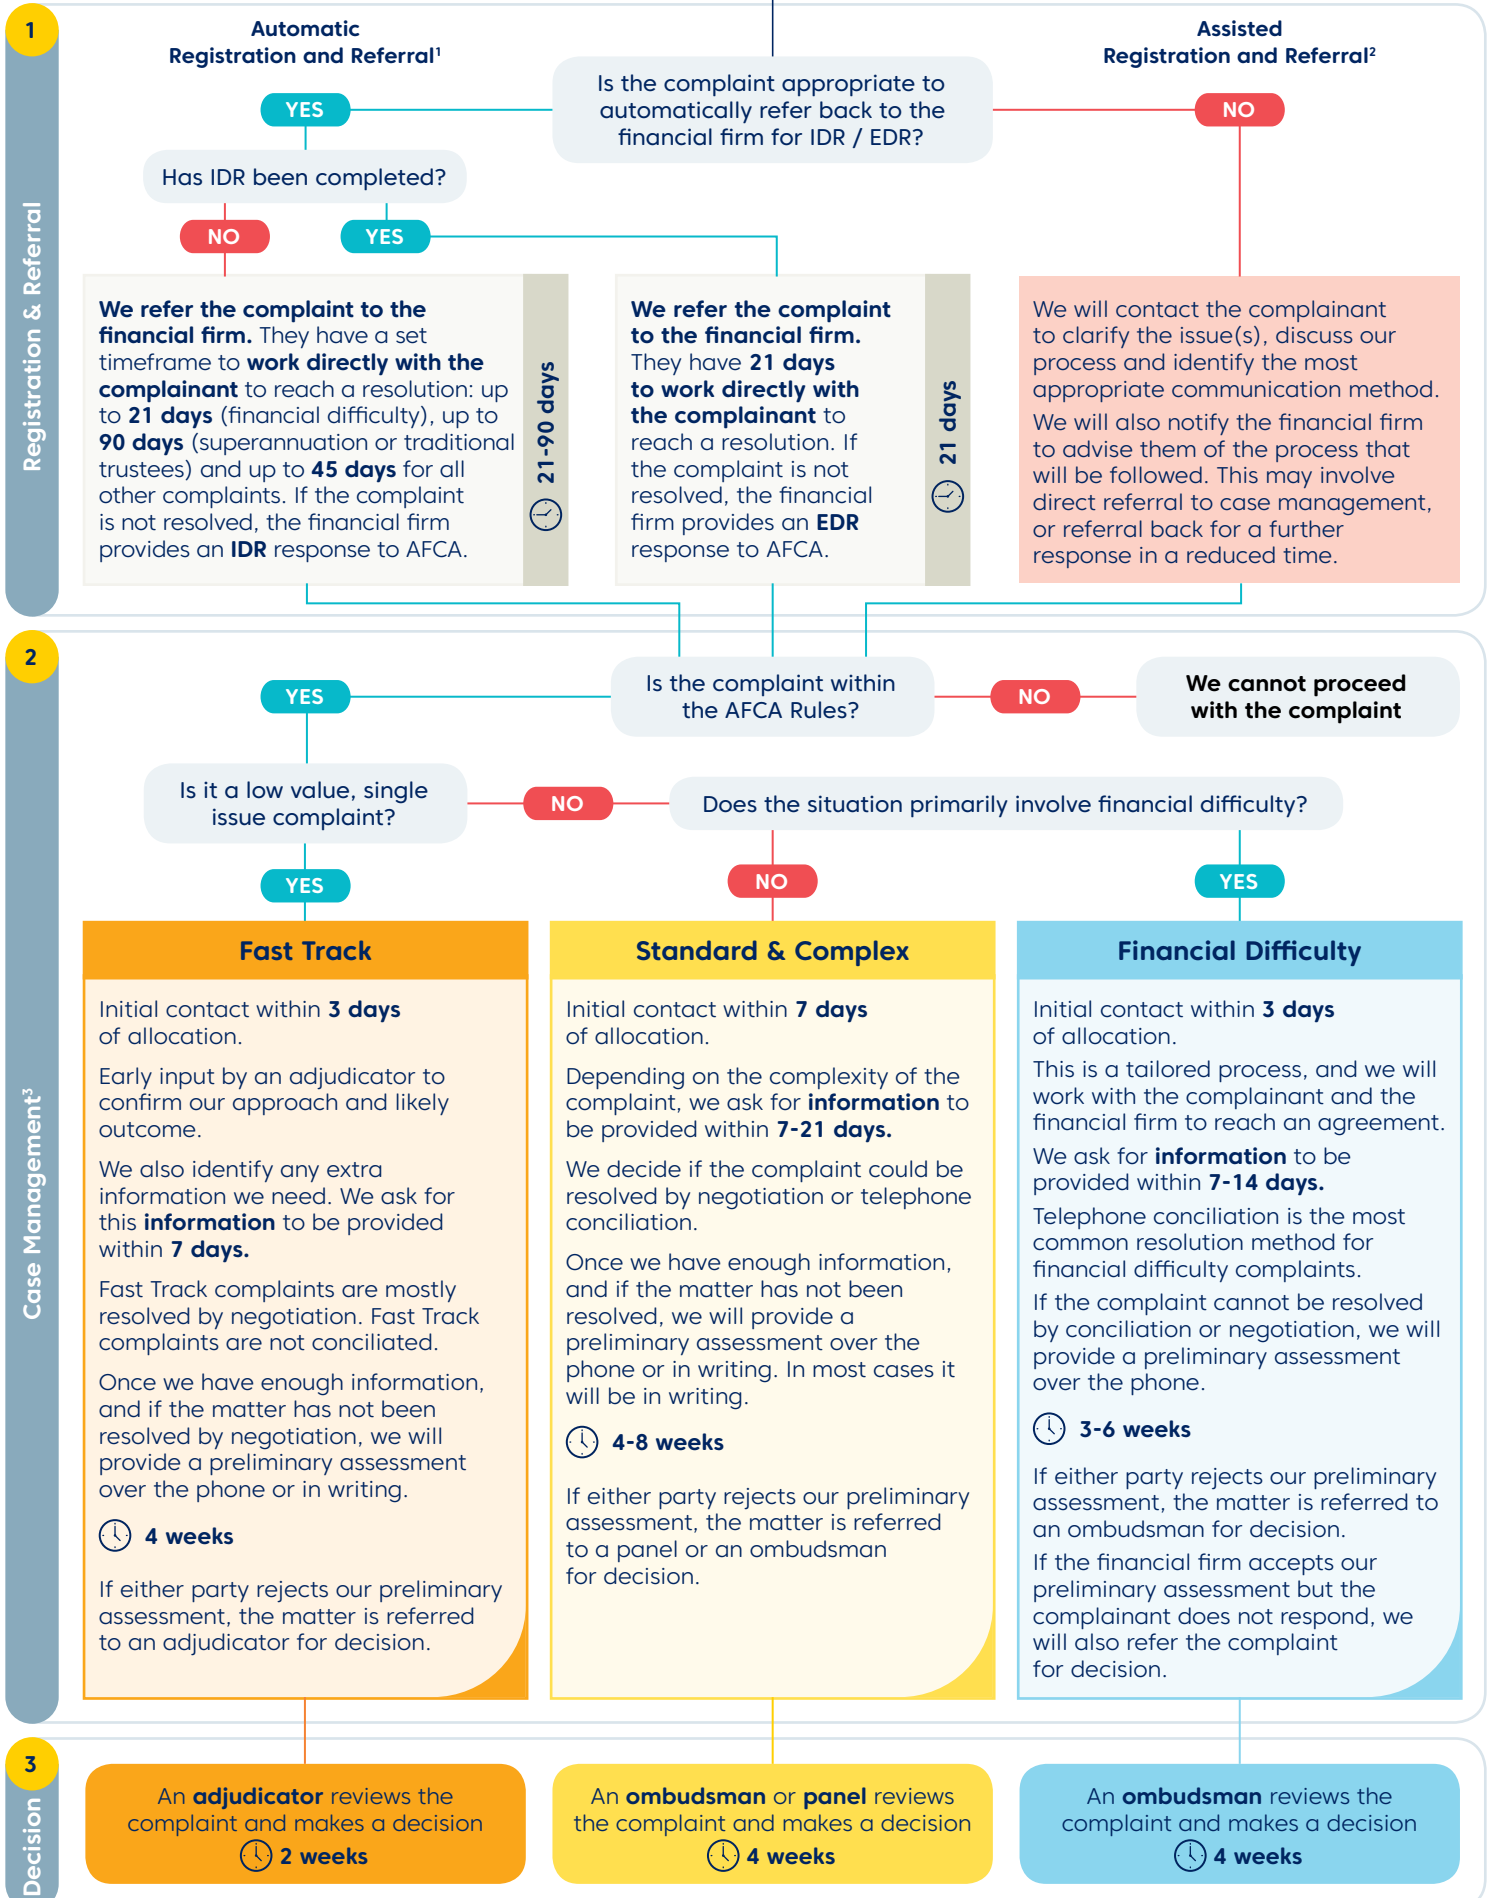 1
Registration & Referral
Automatic
Registration and Referral¹
Assisted
Registration and Referral²
Is the complaint appropriate to
automatically refer back to the
financial firm for IDR / EDR?
YES
NO
Has IDR been completed?
NO
YES
We refer the complaint to the
financial firm. They have a set
timeframe to work directly with the
complainant to reach a resolution: up
to 21 days (financial difficulty), up to
90 days (superannuation or traditional
trustees) and up to 45 days for all
other complaints. If the complaint
is not resolved, the financial firm
provides an IDR response to AFCA.
21-90 days
We refer the complaint
to the financial firm.
They have 21 days
to work directly with
the complainant to
reach a resolution. If
the complaint is not
resolved, the financial
firm provides an EDR
response to AFCA.
21 days
We will contact the complainant
to clarify the issue(s), discuss our
process and identify the most
appropriate communication method.
We will also notify the financial firm
to advise them of the process that
will be followed. This may involve
direct referral to case management,
or referral back for a further
response in a reduced time.
2
Case Management³
Is the complaint within
the AFCA Rules?
YES
NO
We cannot proceed
with the complaint
Is it a low value, single
issue complaint?
NO
Does the situation primarily involve financial difficulty?
YES
NO
YES
Fast Track
Initial contact within 3 days
of allocation.
Early input by an adjudicator to
confirm our approach and likely
outcome.
We also identify any extra
information we need. We ask for
this information to be provided
within 7 days.
Fast Track complaints are mostly
resolved by negotiation. Fast Track
complaints are not conciliated.
Once we have enough information,
and if the matter has not been
resolved by negotiation, we will
provide a preliminary assessment
over the phone or in writing.
4 weeks
If either party rejects our preliminary
assessment, the matter is referred
to an adjudicator for decision.
Standard & Complex
Initial contact within 7 days
of allocation.
Depending on the complexity of the
complaint, we ask for information to
be provided within 7-21 days.
We decide if the complaint could be
resolved by negotiation or telephone
conciliation.
Once we have enough information,
and if the matter has not been
resolved, we will provide a
preliminary assessment over the
phone or in writing. In most cases it
will be in writing.
4-8 weeks
If either party rejects our preliminary
assessment, the matter is referred
to a panel or an ombudsman
for decision.
Financial Difficulty
Initial contact within 3 days
of allocation.
This is a tailored process, and we will
work with the complainant and the
financial firm to reach an agreement.
We ask for information to be
provided within 7-14 days.
Telephone conciliation is the most
common resolution method for
financial difficulty complaints.
If the complaint cannot be resolved
by conciliation or negotiation, we will
provide a preliminary assessment
over the phone.
3-6 weeks
If either party rejects our preliminary
assessment, the matter is referred to
an ombudsman for decision.
If the financial firm accepts our
preliminary assessment but the
complainant does not respond, we
will also refer the complaint
for decision.
3
Decision
An adjudicator reviews the
complaint and makes a decision
2 weeks
An ombudsman or panel reviews
the complaint and makes a decision
4 weeks
An ombudsman reviews the
complaint and makes a decision
4 weeks